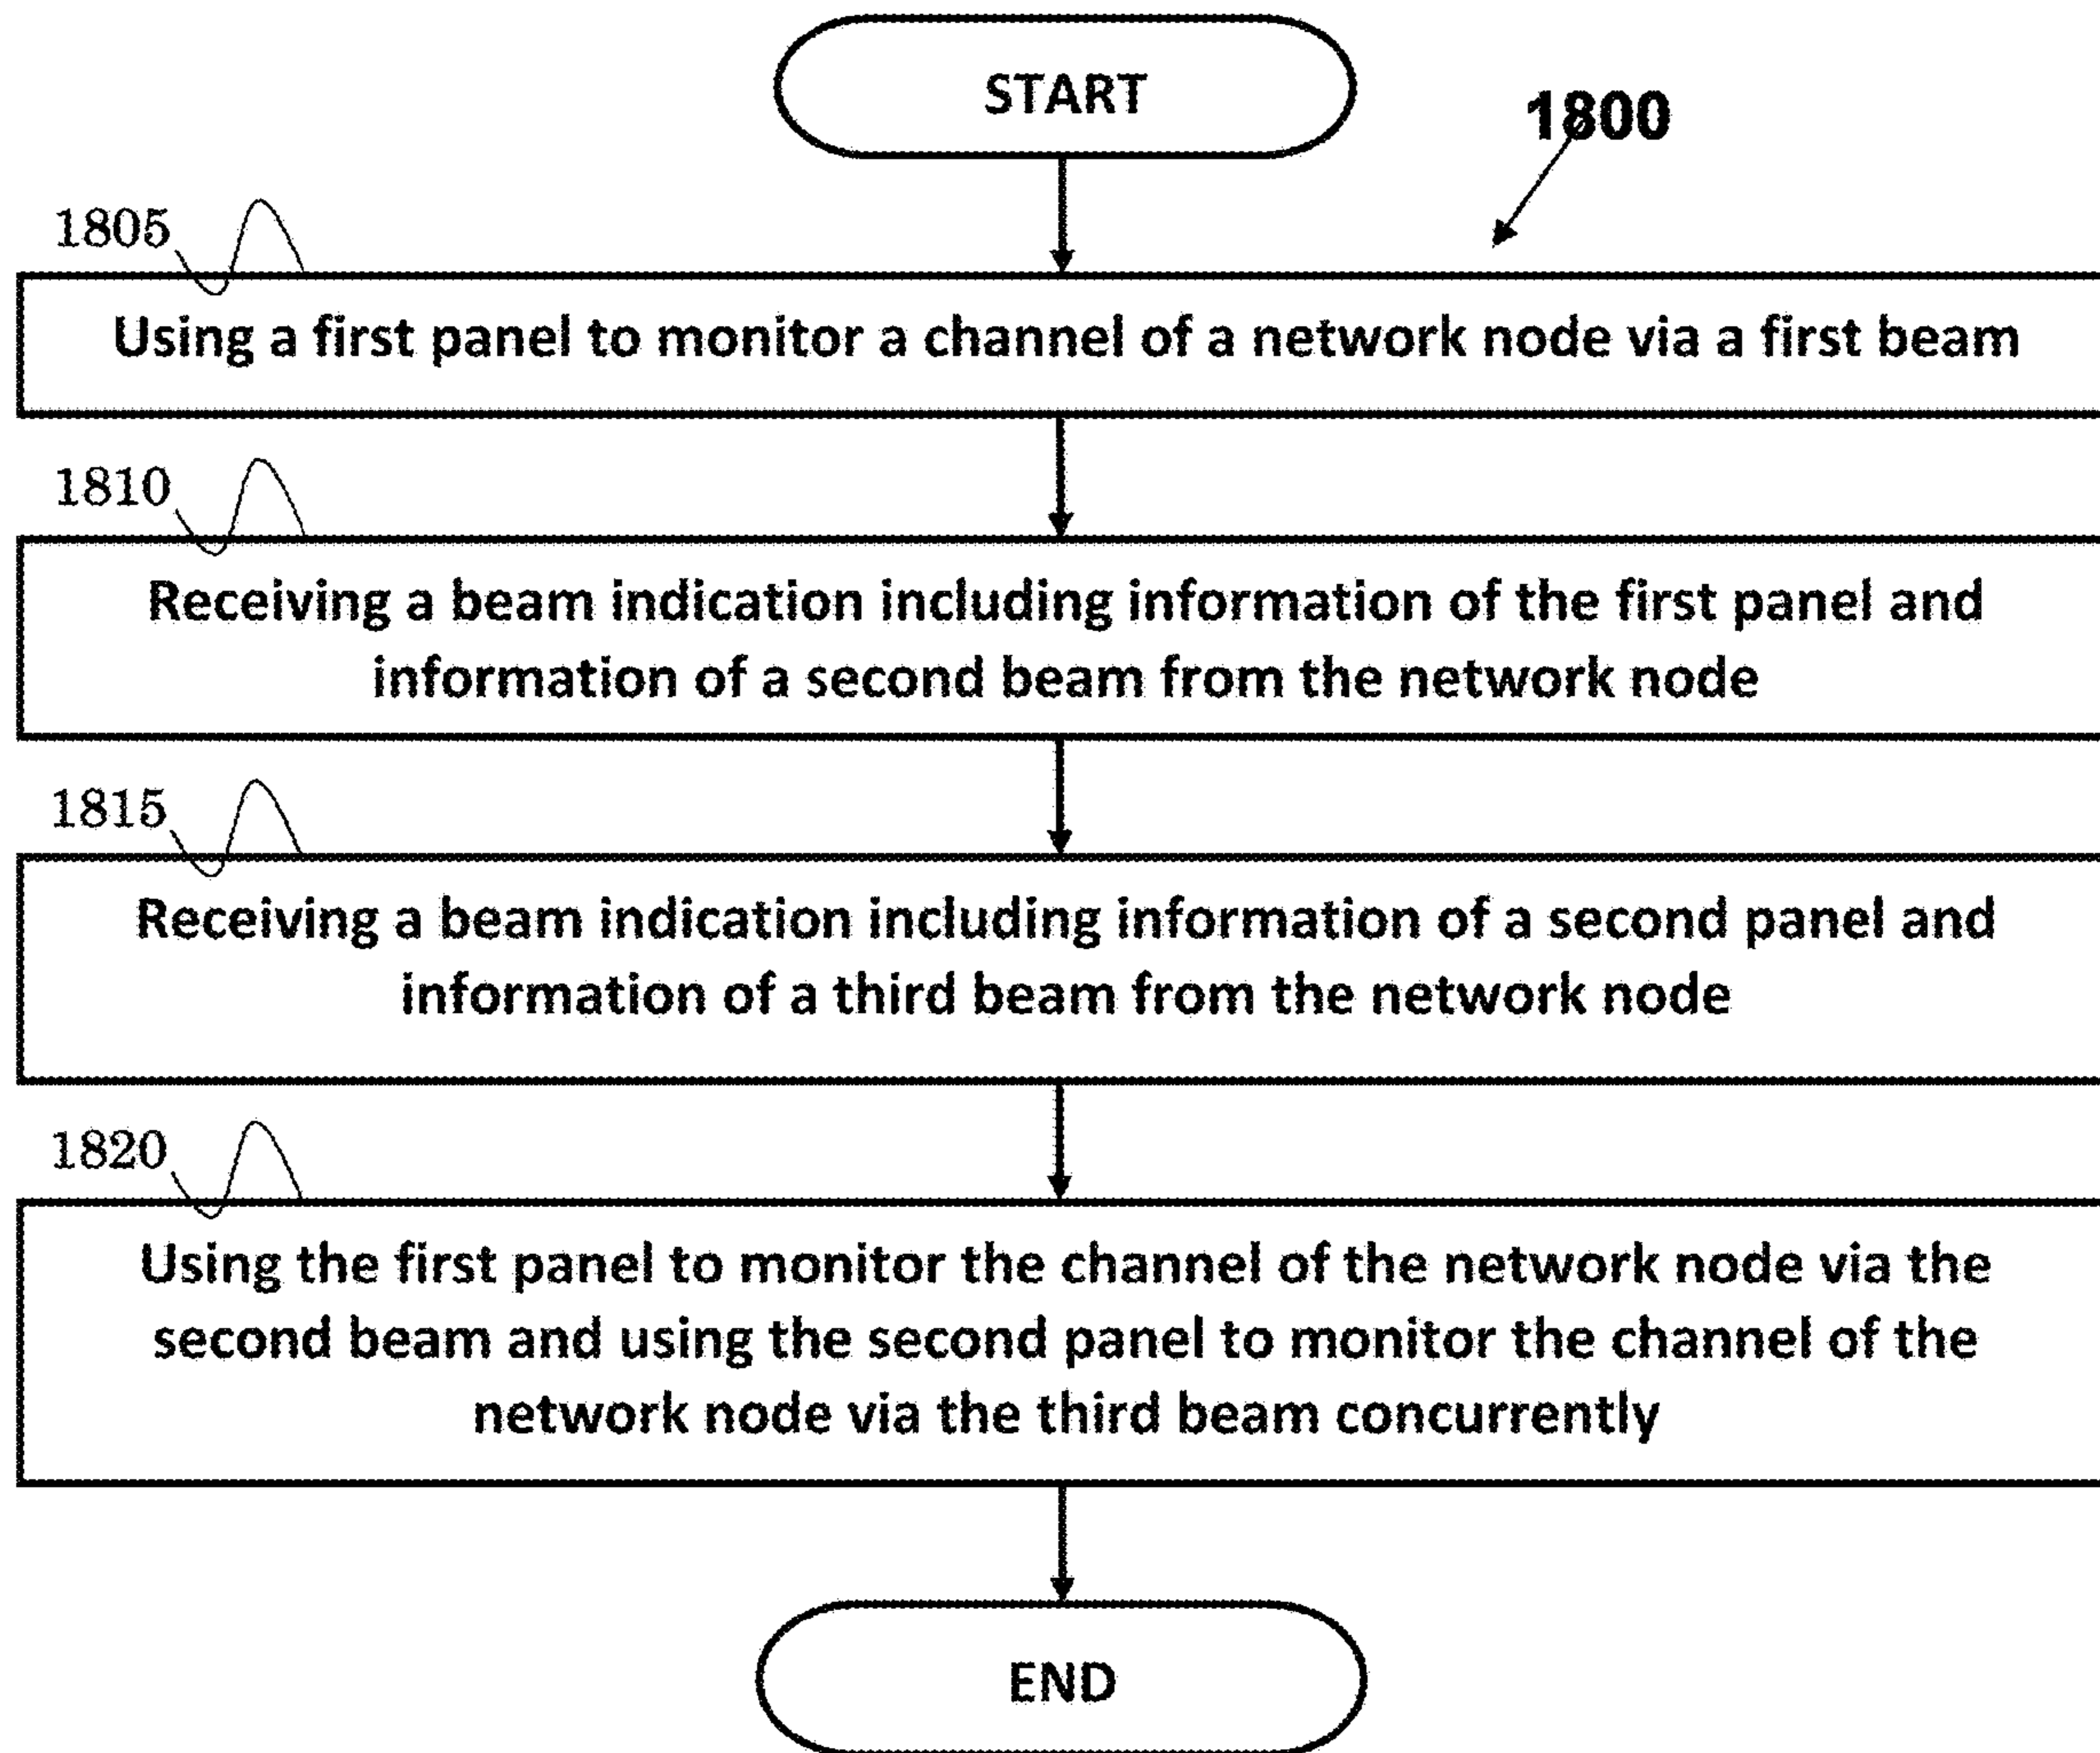 START
1800
1805
Using a first panel to monitor a channel of a network node via a first beam
1810
Receiving a beam indication including information of the first panel and
information of a second beam from the network node
1815
Receiving a beam indication including information of a second panel and
information of a third beam from the network node
1820
Using the first panel to monitor the channel of the network node via the
second beam and using the second panel to monitor the channel of the
network node via the third beam concurrently
END